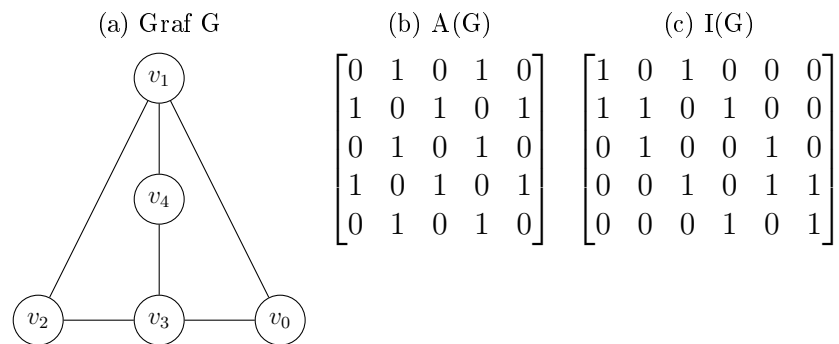 (a) Graf G
(b) A(G)
(c) I(G)
v₁
v₄
v₂
v₃
v₀
0 1 0 1 0
1 0 1 0 1
0 1 0 1 0
1 0 1 0 1
0 1 0 1 0
1 0 1 0 0 0
1 1 0 1 0 0
0 1 0 0 1 0
0 0 1 0 1 1
0 0 0 1 0 1